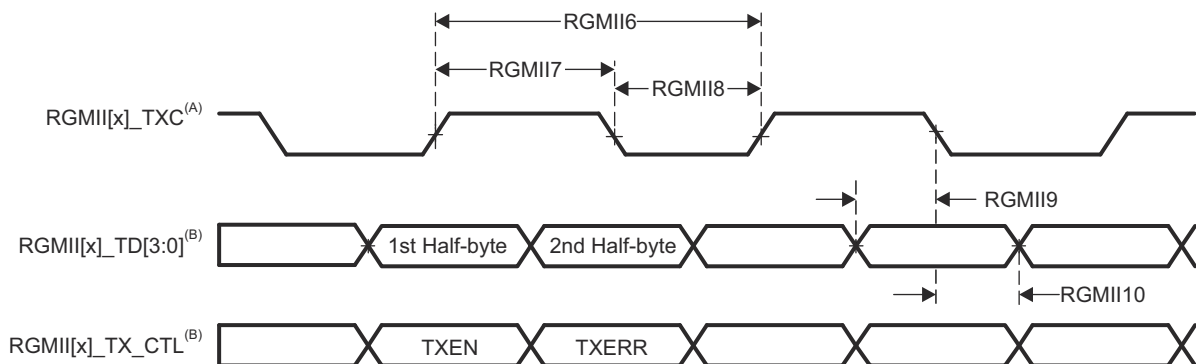 RGMII6
RGMII7
RGMII8
RGMII[x]_TXC(A)
RGMII9
RGMII[x]_TD[3:0](B)
1st Half-byte
2nd Half-byte
RGMII10
RGMII[x]_TX_CTL(B)
TXEN
TXERR